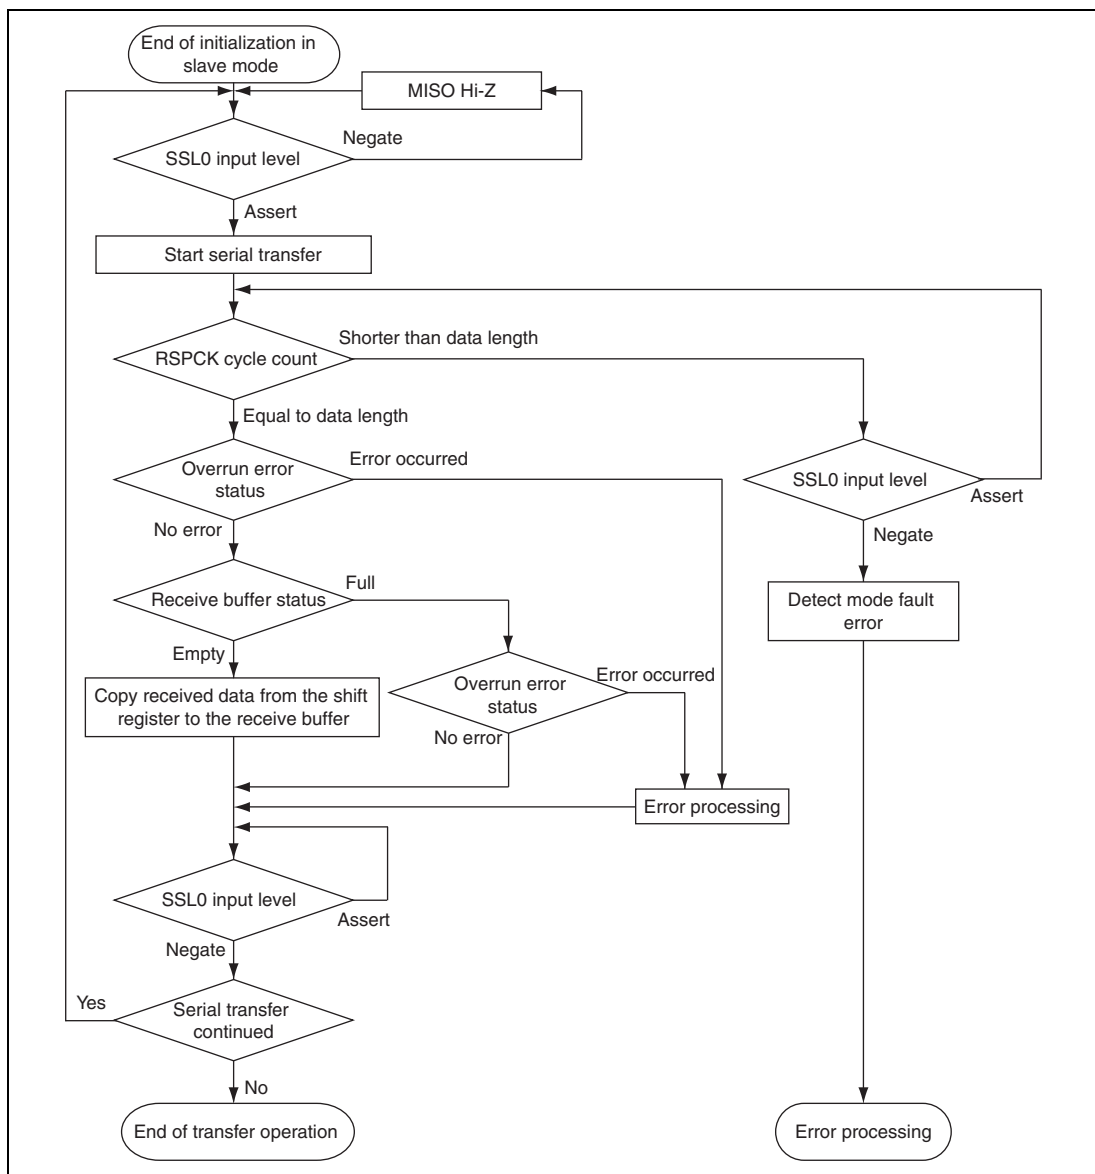 End of initialization in
slave mode
MISO Hi-Z
Negate
SSL0 input level
Assert
Start serial transfer
Shorter than data length
RSPCK cycle count
Equal to data length
Overrun error
status
Error occurred
SSL0 input level
Assert
No error
Negate
Receive buffer status
Full
Detect mode fault
error
Empty
Copy received data from the shift
register to the receive buffer
Overrun error
status
Error occurred
No error
Error processing
SSL0 input level
Assert
Negate
Yes
Serial transfer
continued
No
End of transfer operation
Error processing